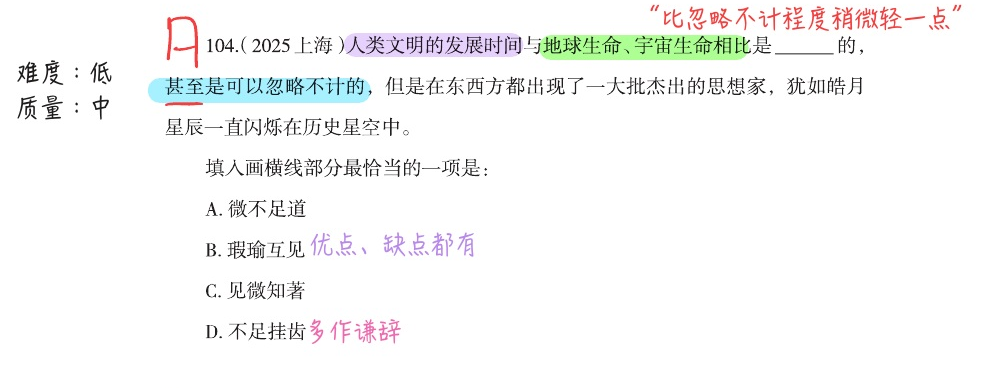 “比忽略不计程度稍微轻一点”
A 104.（2025上海）人类文明的发展时间与地球生命、宇宙生命相比是______的，
难度：低
甚至是可以忽略不计的，但是在东西方都出现了一大批杰出的思想家，犹如皓月
质量：中
星辰一直闪烁在历史星空中。
填入画横线部分最恰当的一项是：
A. 微不足道
B. 瑕瑜互见 优点、缺点都有
C. 见微知著
D. 不足挂齿 多作谦辞